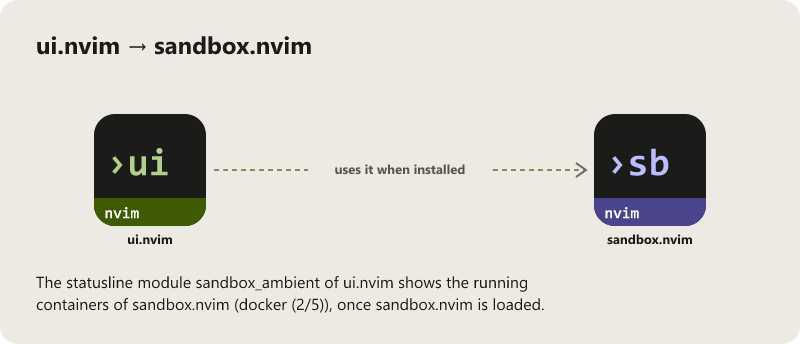 ui.nvim → sandbox.nvim
›ui
nvim
ui.nvim
uses it when installed
›sb
nvim
sandbox.nvim
The statusline module sandbox_ambient of ui.nvim shows the running
containers of sandbox.nvim (docker (2/5)), once sandbox.nvim is loaded.